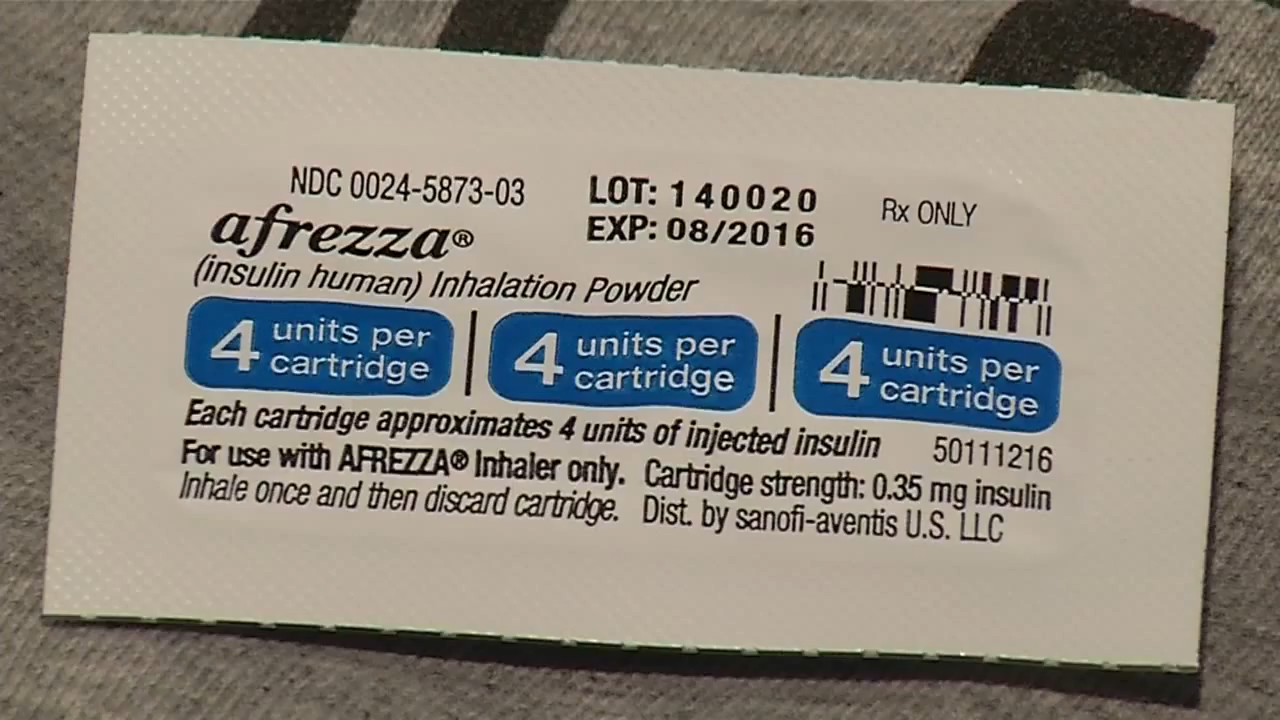 NDC 0024-5873-03
LOT: 140020
EXP: 08/2016
Rx ONLY
afrezza®
(insulin human) Inhalation Powder
4 units per cartridge | 4 units per cartridge | 4 units per cartridge
Each cartridge approximates 4 units of injected insulin 50111216
For use with AFREZZA® Inhaler only. Cartridge strength: 0.35 mg insulin
Inhale once and then discard cartridge. Dist. by sanofi-aventis U.S. LLC